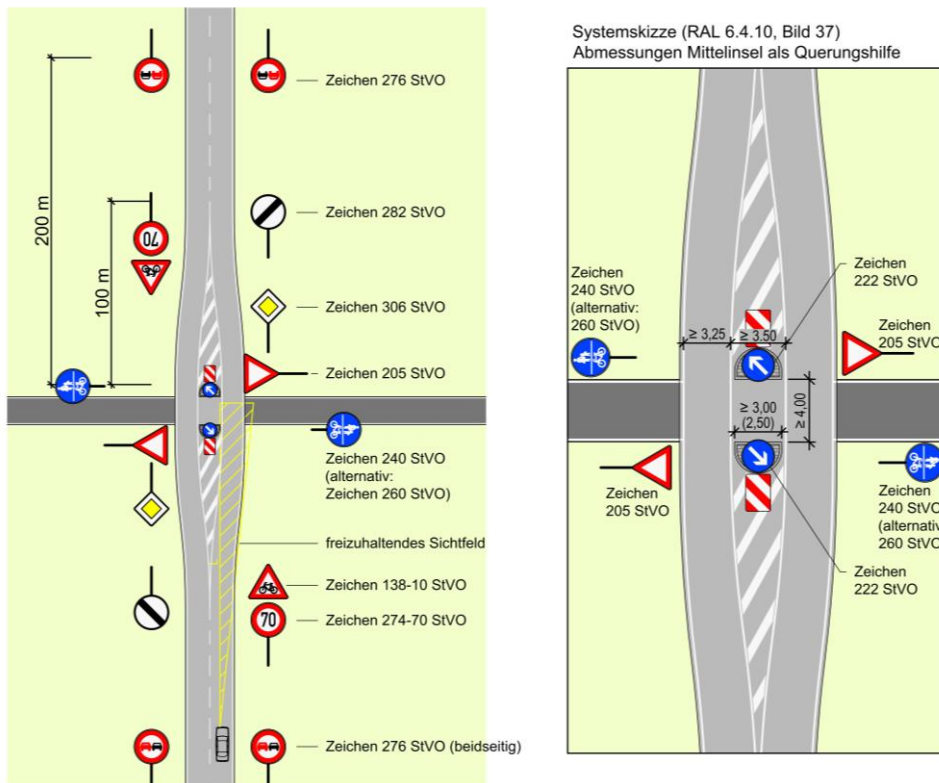 Zeichen 276 StVO
200 m
100 m
70
Zeichen 282 StVO
Zeichen 306 StVO
Zeichen 205 StVO
Zeichen 240 StVO
(alternativ:
Zeichen 260 StVO)
freizuhaltendes Sichtfeld
Zeichen 138-10 StVO
70
Zeichen 274-70 StVO
Zeichen 276 StVO (beidseitig)
Systemskizze (RAL 6.4.10, Bild 37)
Abmessungen Mittelinsel als Querungshilfe
Zeichen
222 StVO
Zeichen
240 StVO
(alternativ:
260 StVO)
≥ 3,25
≥ 3.50
Zeichen
205 StVO
≥ 3,00
(2,50)
≥ 4,00
Zeichen
205 StVO
Zeichen
240 StVO
(alternativ
260 StVO
Zeichen
222 StVO